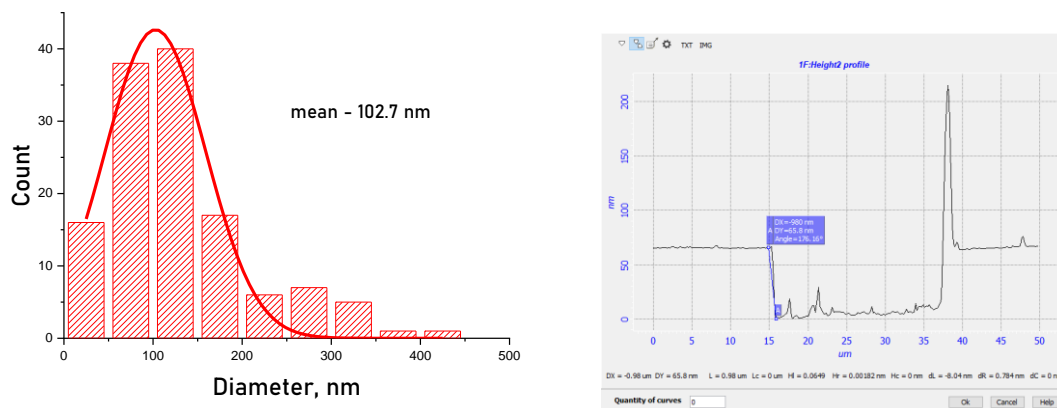 40
30
20
10
0
Count
mean - 102.7 nm
0 100 200 300 400 500
Diameter, nm
TXT IMG
1F:Height2 profile
200
150
100
50
0
nm
DX=-980 nm
A DY=65.8 nm
Angle=176.16°
0 5 10 15 20 25 30 35 40 45 50
um
DX = -0.98 um DY = 65.8 nm L = 0.98 um Lc = 0 um Hl = 0.0649 Hr = 0.00182 nm Hc = 0 nm dL = -8.04 nm dR = 0.784 nm dC = 0 n
Quantity of curves 0 Ok Cancel Help